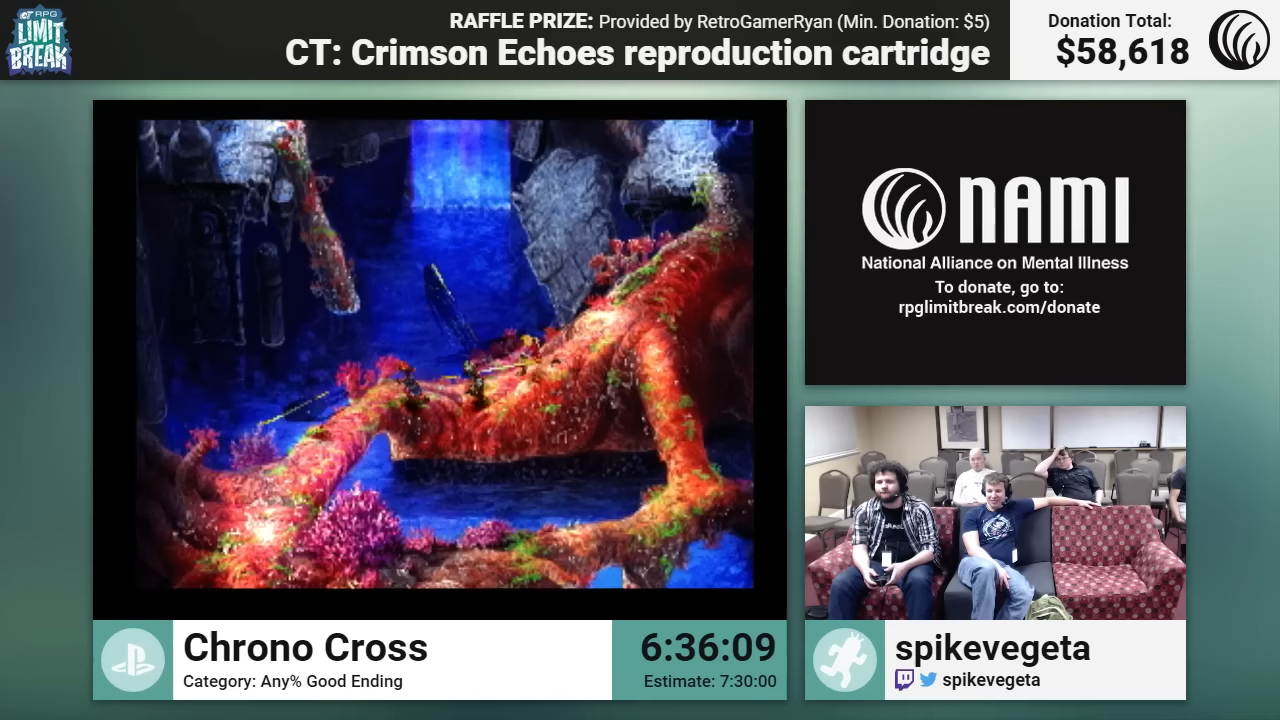 RPG
LIMIT
BREAK
RAFFLE PRIZE: Provided by RetroGamerRyan (Min. Donation: $5)
CT: Crimson Echoes reproduction cartridge
Donation Total:
$58,618
NAMI
National Alliance on Mental Illness
To donate, go to:
rpglimitbreak.com/donate
Chrono Cross
Category: Any% Good Ending
6:36:09
Estimate: 7:30:00
spikevegeta
spikevegeta